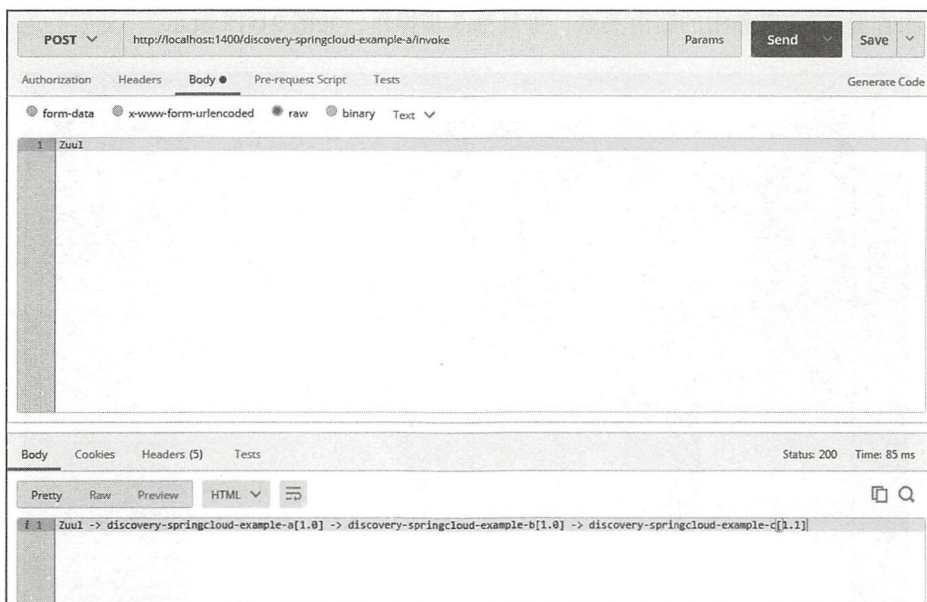 POST http://localhost:1400/discovery-springcloud-example-a/invoke Params Send Save
Authorization Headers Body Pre-request Script Tests Generate Code
form-data x-www-form-urlencoded raw binary Text
1 Zuul
Body Cookies Headers (5) Tests Status: 200 Time: 85 ms
Pretty Raw Preview HTML
i 1 Zuul -> discovery-springcloud-example-a[1.0] -> discovery-springcloud-example-b[1.0] -> discovery-springcloud-example-c[1.1]